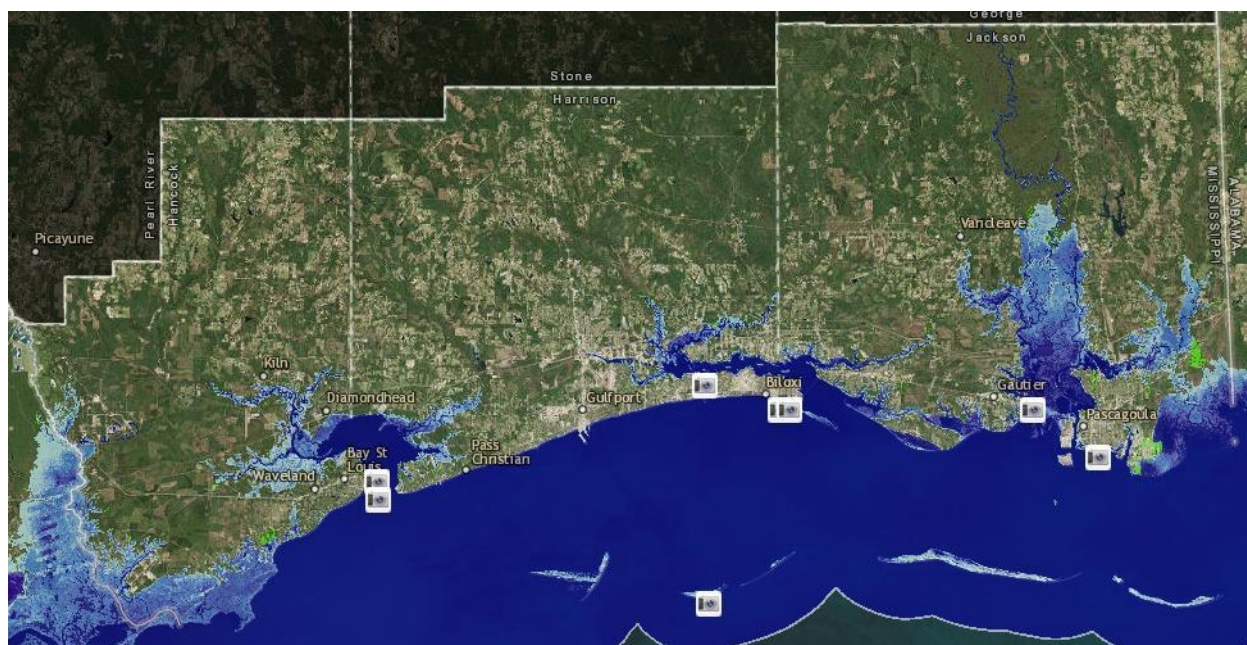 George
Jackson
Stone
Harrison
Pearl River
Hancock
MISSISSIPPI
ALABAMA
Picayune
Vancleave
Kiln
Diamondhead
Gulfport
Biloxi
Gautier
Pascagoula
Bay St
Louis
Pass
Christian
Waveland